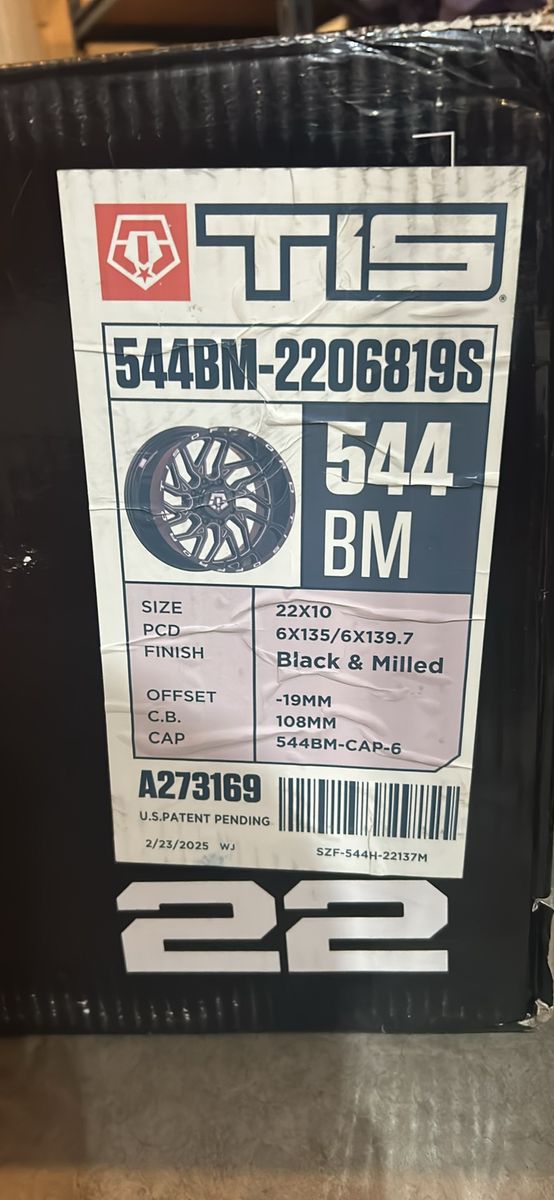 TIS®
544BM-2206819S
544
BM
SIZE 22X10
PCD 6X135/6X139.7
FINISH Black & Milled
OFFSET -19MM
C.B. 108MM
CAP 544BM-CAP-6
A273169
U.S.PATENT PENDING
2/23/2025 WJ
SZF-544H-22137M
22